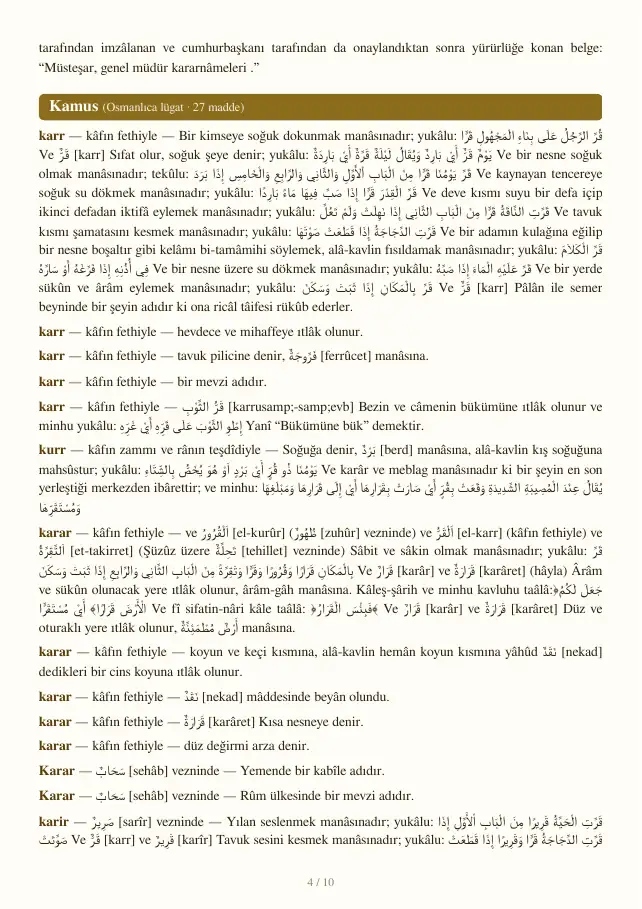 tarafından imzâlanan ve cumhurbaşkanı tarafından da onaylandıktan sonra yürürlüğe konan belge:
“Müsteşar, genel müdür kararnâmeleri .”
Kamus (Osmanlıca lügat · 27 madde)
karr — kâfın fethiyle — Bir kimseye soğuk dokunmak manâsınadır; yukâlu: قُرَّ الرَّجُلُ عَلَى بِنَاءِ الْمَجْهُولِ قَرًّا
Ve قَرٌّ [karr] Sıfat olur, soğuk şeye denir; yukâlu: يَوْمٌ قَرٌّ أَيْ بَارِدٌ وَيُقَالُ لَيْلَةٌ قَرَّةٌ أَيْ بَارِدَةٌ Ve bir nesne soğuk
olmak manâsınadır; tekûlu: قَرَّ يَوْمُنَا قَرًّا مِنَ الْبَابِ الْأَوَّلِ وَالثَّانِي وَالرَّابِعِ وَالْخَامِسِ إِذَا بَرَدَ Ve kaynayan tencereye
soğuk su dökmek manâsınadır; yukâlu: قَرَّ الْقِدْرَ قَرًّا إِذَا صَبَّ فِيهَا مَاءً بَارِدًا Ve deve kısmı suyu bir defa içip
ikinci defadan iktifâ eylemek manâsınadır; yukâlu: قَرَّتِ النَّاقَةُ قَرًّا مِنَ الْبَابِ الثَّانِي إِذَا نَهِلَتْ وَلَمْ تَعُلَّ Ve tavuk
kısmı şamatasını kesmek manâsınadır; yukâlu: قَرَّتِ الدَّجَاجَةُ إِذَا قَطَعَتْ صَوْتَهَا Ve bir adamın kulağına eğilip
bir nesne boşaltır gibi kelâmı bi-tamâmihi söylemek, alâ-kavlin fısıldamak manâsınadır; yukâlu: قَرَّ الْكَلَامَ
فِي أُذُنِهِ إِذَا فَرَّغَهُ أَوْ سَارَّهُ Ve bir nesne üzere su dökmek manâsınadır; yukâlu: قَرَّ عَلَيْهِ الْمَاءَ إِذَا صَبَّهُ Ve bir yerde
sükûn ve ârâm eylemek manâsınadır; yukâlu: قَرَّ بِالْمَكَانِ إِذَا ثَبَتَ وَسَكَنَ Ve قَرٌّ [karr] Pâlân ile semer
beyninde bir şeyin adıdır ki ona ricâl tâifesi rükûb ederler.
karr — kâfın fethiyle — hevdece ve mihaffeye ıtlâk olunur.
karr — kâfın fethiyle — tavuk pilicine denir, فَرُّوجَةٌ [ferrûcet] manâsına.
karr — kâfın fethiyle — bir mevzi adıdır.
karr — kâfın fethiyle — قَرُّ الثَّوْبِ [karrusamp;-samp;evb] Bezin ve câmenin bükümüne ıtlâk olunur ve
minhu yukâlu: إِطْوِ الثَّوْبَ عَلَى قَرِّهِ أَيْ غَرِّهِ Yanî “Bükümüne bük” demektir.
kurr — kâfın zammı ve rânın teşdîdiyle — Soğuğa denir, بَرْدٌ [berd] manâsına, alâ-kavlin kış soğuğuna
mahsûstur; yukâlu: يَوْمُنَا ذُو قُرٍّ أَيْ بَرْدٍ أَوْ هُوَ يُخَصُّ بِالشِّتَاءِ Ve karâr ve meblag manâsınadır ki bir şeyin en son
yerleştiği merkezden ibârettir; ve minhu: يُقَالُ عِنْدَ الْمُصِيبَةِ الشَّدِيدَةِ وَقَعَتْ بِقُرٍّ أَيْ صَارَتْ بِقَرَارِهَا أَيْ إِلَى قَرَارِهَا وَمَبْلَغِهَا
وَمُسْتَقَرِّهَا
karar — kâfın fethiyle — ve اَلْقُرُورُ [el-kurûr] (ظُهُورٌ [zuhûr] vezninde) ve اَلْقَرُّ [el-karr] (kâfın fethiyle) ve
اَلتَّقِرَّةُ [et-takirret] (Şüzûz üzere تَحِلَّةٌ [tehillet] vezninde) Sâbit ve sâkin olmak manâsınadır; yukâlu: قَرَّ
بِالْمَكَانِ قَرَارًا وَقُرُورًا وَقَرًّا وَتَقِرَّةً مِنَ الْبَابِ الثَّانِي وَالرَّابِعِ إِذَا ثَبَتَ وَسَكَنَ Ve قَرَارٌ [karâr] ve قَرَارَةٌ [karâret] (hâyla) Ârâm
ve sükûn olunacak yere ıtlâk olunur, ârâm-gâh manâsına. Kâleş-şârih ve minhu kavluhu taâlâ:﴿جَعَلَ لَكُمُ
الْأَرْضَ قَرَارًا﴾ أَيْ مُسْتَقَرًّا Ve fî sifatin-nâri kâle taâlâ: ﴿فَبِئْسَ الْقَرَارُ﴾ Ve قَرَارٌ [karâr] ve قَرَارَةٌ [karâret] Düz ve
oturaklı yere ıtlâk olunur, أَرْضٌ مُطْمَئِنَّةٌ manâsına.
karar — kâfın fethiyle — koyun ve keçi kısmına, alâ-kavlin hemân koyun kısmına yâhûd نَقَدٌ [nekad]
dedikleri bir cins koyuna ıtlâk olunur.
karar — kâfın fethiyle — نَقَدٌ [nekad] mâddesinde beyân olundu.
karar — kâfın fethiyle — قَرَارَةٌ [karâret] Kısa nesneye denir.
karar — kâfın fethiyle — düz değirmi arza denir.
Karar — سَحَابٌ [sehâb] vezninde — Yemende bir kabîle adıdır.
Karar — سَحَابٌ [sehâb] vezninde — Rûm ülkesinde bir mevzi adıdır.
karir — صَرِيرٌ [sarîr] vezninde — Yılan seslenmek manâsınadır; yukâlu: قَرَّتِ الْحَيَّةُ قَرِيرًا مِنَ الْبَابِ الْأَوَّلِ إِذَا
صَوَّتَتْ Ve قَرٌّ [karr] ve قَرِيرٌ [karîr] Tavuk sesini kesmek manâsınadır; yukâlu: قَرَّتِ الدَّجَاجَةُ قَرًّا وَقَرِيرًا إِذَا قَطَعَتْ
4 / 10